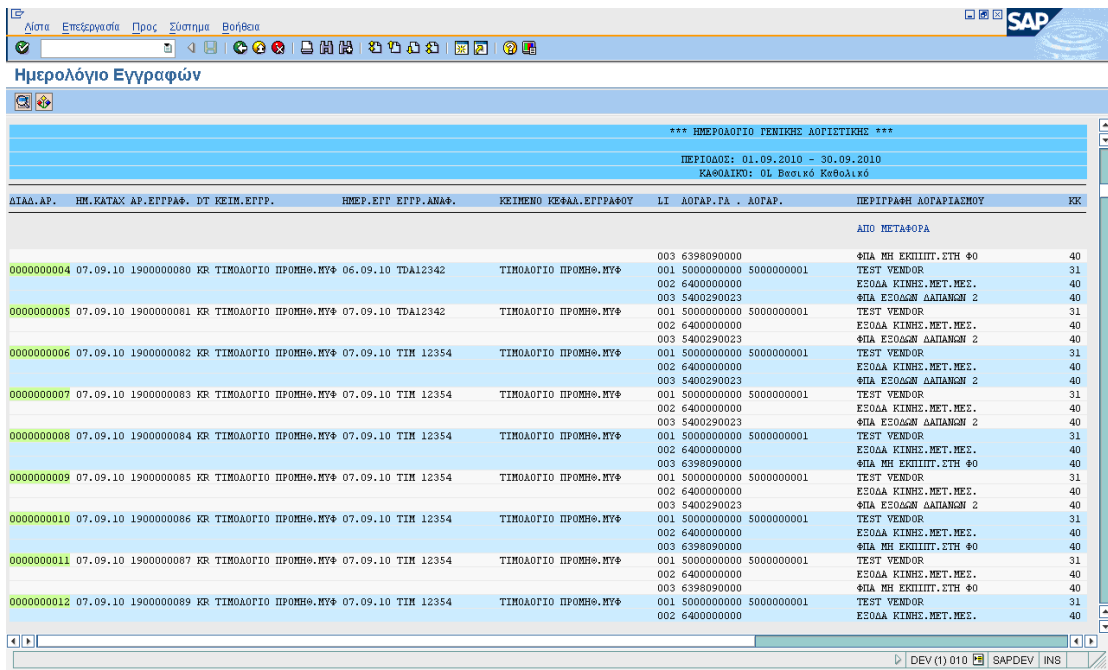 Λίστα Επεξεργασία Προς Σύστημα Βοήθεια
SAP
Ημερολόγιο Εγγραφών
*** ΗΜΕΡΟΛΟΓΙΟ ΓΕΝΙΚΗΣ ΛΟΓΙΣΤΙΚΗΣ ***
ΠΕΡΙΟΔΟΣ: 01.09.2010 - 30.09.2010
ΚΑΘΟΛΙΚΌ: 0L Βασικό Καθολικό
ΔΙΑΔ.ΑΡ. ΗΜ.ΚΑΤΑΧ ΑΡ.ΕΓΓΡΑΦ. DT ΚΕΙΜ.ΕΓΓΡ. ΗΜΕΡ.ΕΓΓ ΕΓΓΡ.ΑΝΑΦ. ΚΕΙΜΕΝΟ ΚΕΦΑΛ.ΕΓΓΡΑΦΟΥ LI ΛΟΓΑΡ.ΓΛ . ΛΟΓΑΡ. ΠΕΡΙΓΡΑΦΗ ΛΟΓΑΡΙΑΣΜΟΥ ΚΚ
ΑΠΟ ΜΕΤΑΦΟΡΑ
003 6398090000 ΦΠΑ ΜΗ ΕΚΠΙΠΤ.ΣΤΗ ΦΟ 40
0000000004 07.09.10 1900000080 KR ΤΙΜΟΛΟΓΙΟ ΠΡΟΜΗΘ.ΜΥΦ 06.09.10 TDA12342 ΤΙΜΟΛΟΓΙΟ ΠΡΟΜΗΘ.ΜΥΦ 001 5000000000 5000000001 TEST VENDOR 31
002 6400000000 ΕΞΟΔΑ ΚΙΝΗΣ.ΜΕΤ.ΜΕΣ. 40
003 5400290023 ΦΠΑ ΕΞΟΔΩΝ ΔΑΠΑΝΩΝ 2 40
0000000005 07.09.10 1900000081 KR ΤΙΜΟΛΟΓΙΟ ΠΡΟΜΗΘ.ΜΥΦ 07.09.10 TDA12342 ΤΙΜΟΛΟΓΙΟ ΠΡΟΜΗΘ.ΜΥΦ 001 5000000000 5000000001 TEST VENDOR 31
002 6400000000 ΕΞΟΔΑ ΚΙΝΗΣ.ΜΕΤ.ΜΕΣ. 40
003 5400290023 ΦΠΑ ΕΞΟΔΩΝ ΔΑΠΑΝΩΝ 2 40
0000000006 07.09.10 1900000082 KR ΤΙΜΟΛΟΓΙΟ ΠΡΟΜΗΘ.ΜΥΦ 07.09.10 TIM 12354 ΤΙΜΟΛΟΓΙΟ ΠΡΟΜΗΘ.ΜΥΦ 001 5000000000 5000000001 TEST VENDOR 31
002 6400000000 ΕΞΟΔΑ ΚΙΝΗΣ.ΜΕΤ.ΜΕΣ. 40
003 5400290023 ΦΠΑ ΕΞΟΔΩΝ ΔΑΠΑΝΩΝ 2 40
0000000007 07.09.10 1900000083 KR ΤΙΜΟΛΟΓΙΟ ΠΡΟΜΗΘ.ΜΥΦ 07.09.10 TIM 12354 ΤΙΜΟΛΟΓΙΟ ΠΡΟΜΗΘ.ΜΥΦ 001 5000000000 5000000001 TEST VENDOR 31
002 6400000000 ΕΞΟΔΑ ΚΙΝΗΣ.ΜΕΤ.ΜΕΣ. 40
003 5400290023 ΦΠΑ ΕΞΟΔΩΝ ΔΑΠΑΝΩΝ 2 40
0000000008 07.09.10 1900000084 KR ΤΙΜΟΛΟΓΙΟ ΠΡΟΜΗΘ.ΜΥΦ 07.09.10 TIM 12354 ΤΙΜΟΛΟΓΙΟ ΠΡΟΜΗΘ.ΜΥΦ 001 5000000000 5000000001 TEST VENDOR 31
002 6400000000 ΕΞΟΔΑ ΚΙΝΗΣ.ΜΕΤ.ΜΕΣ. 40
003 6398090000 ΦΠΑ ΜΗ ΕΚΠΙΠΤ.ΣΤΗ ΦΟ 40
0000000009 07.09.10 1900000085 KR ΤΙΜΟΛΟΓΙΟ ΠΡΟΜΗΘ.ΜΥΦ 07.09.10 TIM 12354 ΤΙΜΟΛΟΓΙΟ ΠΡΟΜΗΘ.ΜΥΦ 001 5000000000 5000000001 TEST VENDOR 31
002 6400000000 ΕΞΟΔΑ ΚΙΝΗΣ.ΜΕΤ.ΜΕΣ. 40
003 5400290023 ΦΠΑ ΕΞΟΔΩΝ ΔΑΠΑΝΩΝ 2 40
0000000010 07.09.10 1900000086 KR ΤΙΜΟΛΟΓΙΟ ΠΡΟΜΗΘ.ΜΥΦ 07.09.10 TIM 12354 ΤΙΜΟΛΟΓΙΟ ΠΡΟΜΗΘ.ΜΥΦ 001 5000000000 5000000001 TEST VENDOR 31
002 6400000000 ΕΞΟΔΑ ΚΙΝΗΣ.ΜΕΤ.ΜΕΣ. 40
003 6398090000 ΦΠΑ ΜΗ ΕΚΠΙΠΤ.ΣΤΗ ΦΟ 40
0000000011 07.09.10 1900000087 KR ΤΙΜΟΛΟΓΙΟ ΠΡΟΜΗΘ.ΜΥΦ 07.09.10 TIM 12354 ΤΙΜΟΛΟΓΙΟ ΠΡΟΜΗΘ.ΜΥΦ 001 5000000000 5000000001 TEST VENDOR 31
002 6400000000 ΕΞΟΔΑ ΚΙΝΗΣ.ΜΕΤ.ΜΕΣ. 40
003 6398090000 ΦΠΑ ΜΗ ΕΚΠΙΠΤ.ΣΤΗ ΦΟ 40
0000000012 07.09.10 1900000089 KR ΤΙΜΟΛΟΓΙΟ ΠΡΟΜΗΘ.ΜΥΦ 07.09.10 TIM 12354 ΤΙΜΟΛΟΓΙΟ ΠΡΟΜΗΘ.ΜΥΦ 001 5000000000 5000000001 TEST VENDOR 31
002 6400000000 ΕΞΟΔΑ ΚΙΝΗΣ.ΜΕΤ.ΜΕΣ. 40
DEV (1) 010 SAPDEV INS